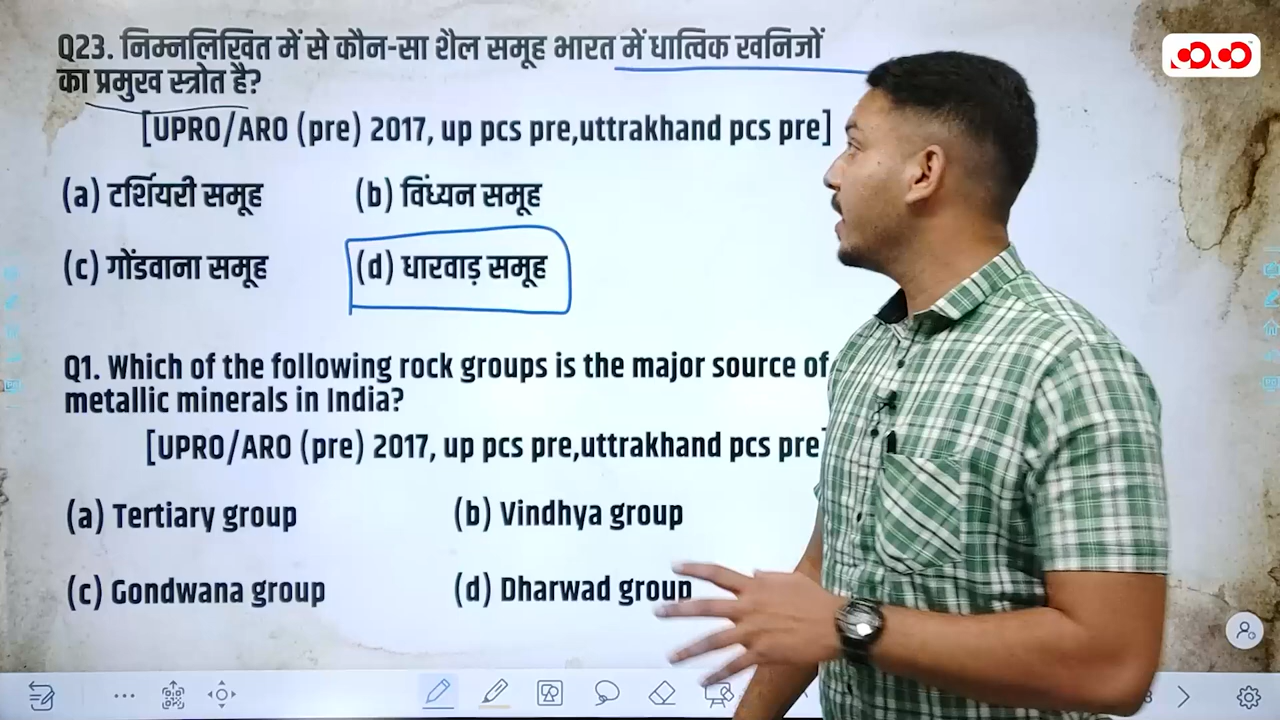 Q23. निम्नलिखित में से कौन-सा शैल समूह भारत में धात्विक खनिजों
का प्रमुख स्त्रोत है?
[UPRO/ARO (pre) 2017, up pcs pre,uttrakhand pcs pre]
(a) टर्शियरी समूह (b) विंध्यन समूह
(c) गोंडवाना समूह (d) धारवाड़ समूह
Q1. Which of the following rock groups is the major source of
metallic minerals in India?
[UPRO/ARO (pre) 2017, up pcs pre,uttrakhand pcs pre]
(a) Tertiary group (b) Vindhya group
(c) Gondwana group (d) Dharwad group